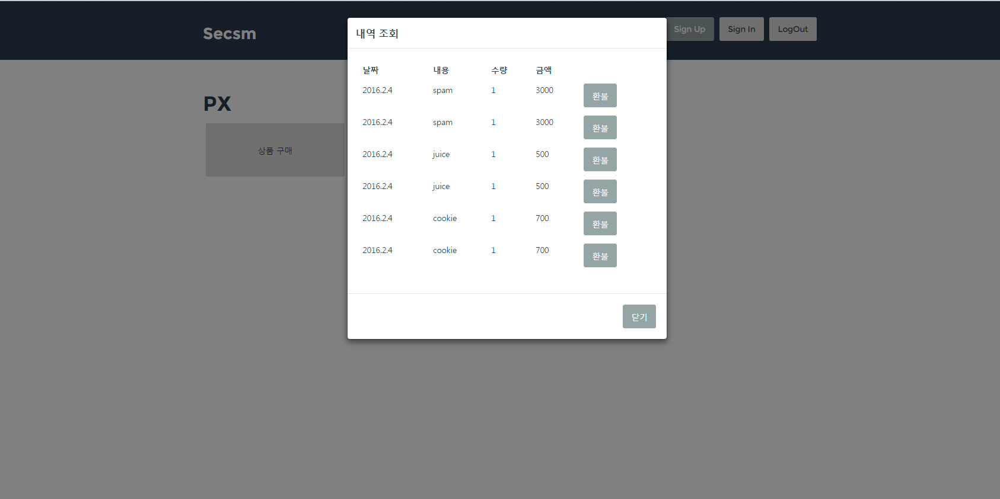 Secsm
Sign Up
Sign In
LogOut
PX
상품 구매
내역 조회
날짜 내용 수량 금액
2016.2.4 spam 1 3000 환불
2016.2.4 spam 1 3000 환불
2016.2.4 juice 1 500 환불
2016.2.4 juice 1 500 환불
2016.2.4 cookie 1 700 환불
2016.2.4 cookie 1 700 환불
닫기